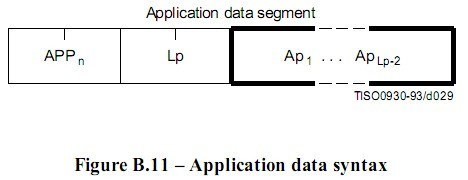 Application data segment
APPn Lp Ap1 . . . ApLp-2
TISO0930-93/d029
Figure B.11 – Application data syntax